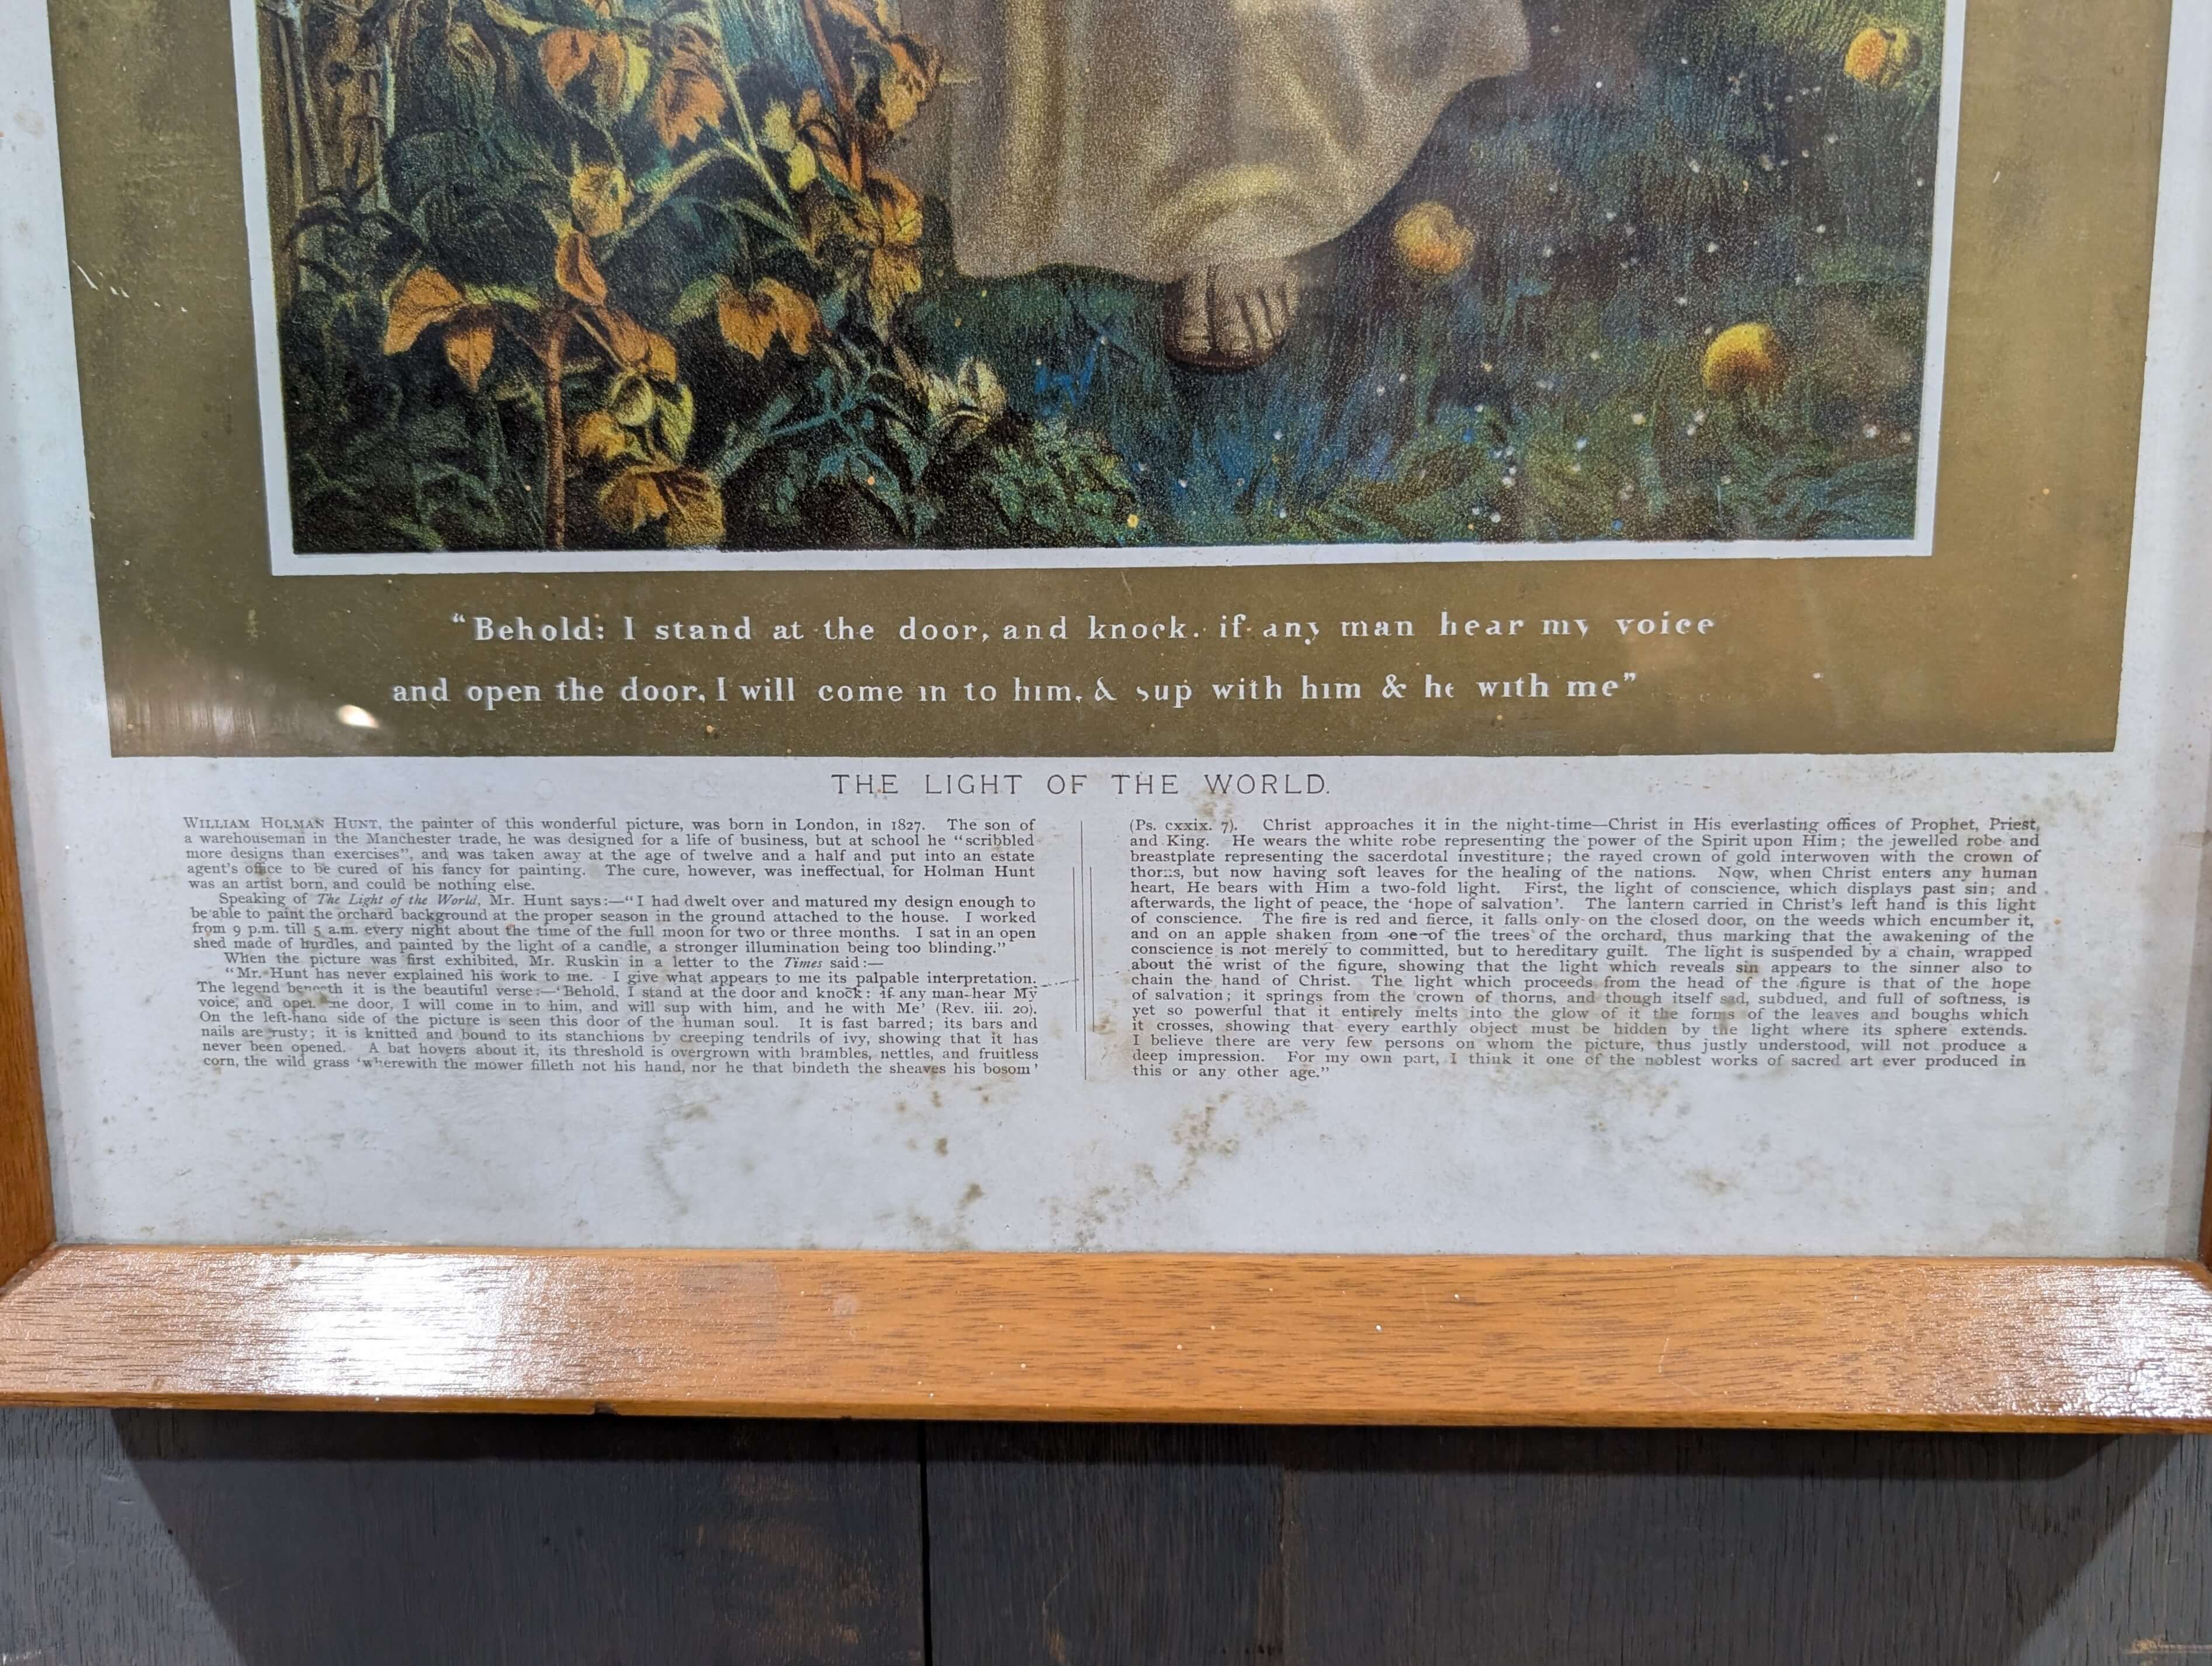 “Behold: I stand at the door, and knock. if any man hear my voice
and open the door, I will come in to him, & sup with him & he with me”
THE LIGHT OF THE WORLD.
WILLIAM HOLMAN HUNT, the painter of this wonderful picture, was born in London, in 1827. The son of
a warehouseman in the Manchester trade, he was designed for a life of business, but at school he “scribbled
more designs than exercises”, and was taken away at the age of twelve and a half and put into an estate
agent's office to be cured of his fancy for painting. The cure, however, was ineffectual, for Holman Hunt
was an artist born, and could be nothing else.
Speaking of The Light of the World, Mr. Hunt says:—“I had dwelt over and matured my design enough to
be able to paint the orchard background at the proper season in the ground attached to the house. I worked
from 9 p.m. till 5 a.m. every night about the time of the full moon for two or three months. I sat in an open
shed made of hurdles, and painted by the light of a candle, a stronger illumination being too blinding.”
When the picture was first exhibited, Mr. Ruskin in a letter to the Times said:—
“Mr. Hunt has never explained his work to me. I give what appears to me its palpable interpretation.
The legend beneath it is the beautiful verse:—‘Behold, I stand at the door and knock: if any man hear My
voice, and open the door, I will come in to him, and will sup with him, and he with Me’ (Rev. iii. 20).
On the left-hand side of the picture is seen this door of the human soul. It is fast barred; its bars and
nails are rusty; it is knitted and bound to its stanchions by creeping tendrils of ivy, showing that it has
never been opened. A bat hovers about it, its threshold is overgrown with brambles, nettles, and fruitless
corn, the wild grass ‘wherewith the mower filleth not his hand, nor he that bindeth the sheaves his bosom’
(Ps. cxxix. 7). Christ approaches it in the night-time—Christ in His everlasting offices of Prophet, Priest,
and King. He wears the white robe representing the power of the Spirit upon Him; the jewelled robe and
breastplate representing the sacerdotal investiture; the rayed crown of gold interwoven with the crown of
thorns, but now having soft leaves for the healing of the nations. Now, when Christ enters any human
heart, He bears with Him a two-fold light. First, the light of conscience, which displays past sin; and
afterwards, the light of peace, the ‘hope of salvation’. The lantern carried in Christ's left hand is this light
of conscience. The fire is red and fierce, it falls only on the closed door, on the weeds which encumber it,
and on an apple shaken from one of the trees of the orchard, thus marking that the awakening of the
conscience is not merely to committed, but to hereditary guilt. The light is suspended by a chain, wrapped
about the wrist of the figure, showing that the light which reveals sin appears to the sinner also to
chain the hand of Christ. The light which proceeds from the head of the figure is that of the hope
of salvation; it springs from the crown of thorns, and though itself sad, subdued, and full of softness, is
yet so powerful that it entirely melts into the glow of it the forms of the leaves and boughs which
it crosses, showing that every earthly object must be hidden by the light where its sphere extends.
I believe there are very few persons on whom the picture, thus justly understood, will not produce a
deep impression. For my own part, I think it one of the noblest works of sacred art ever produced in
this or any other age.”